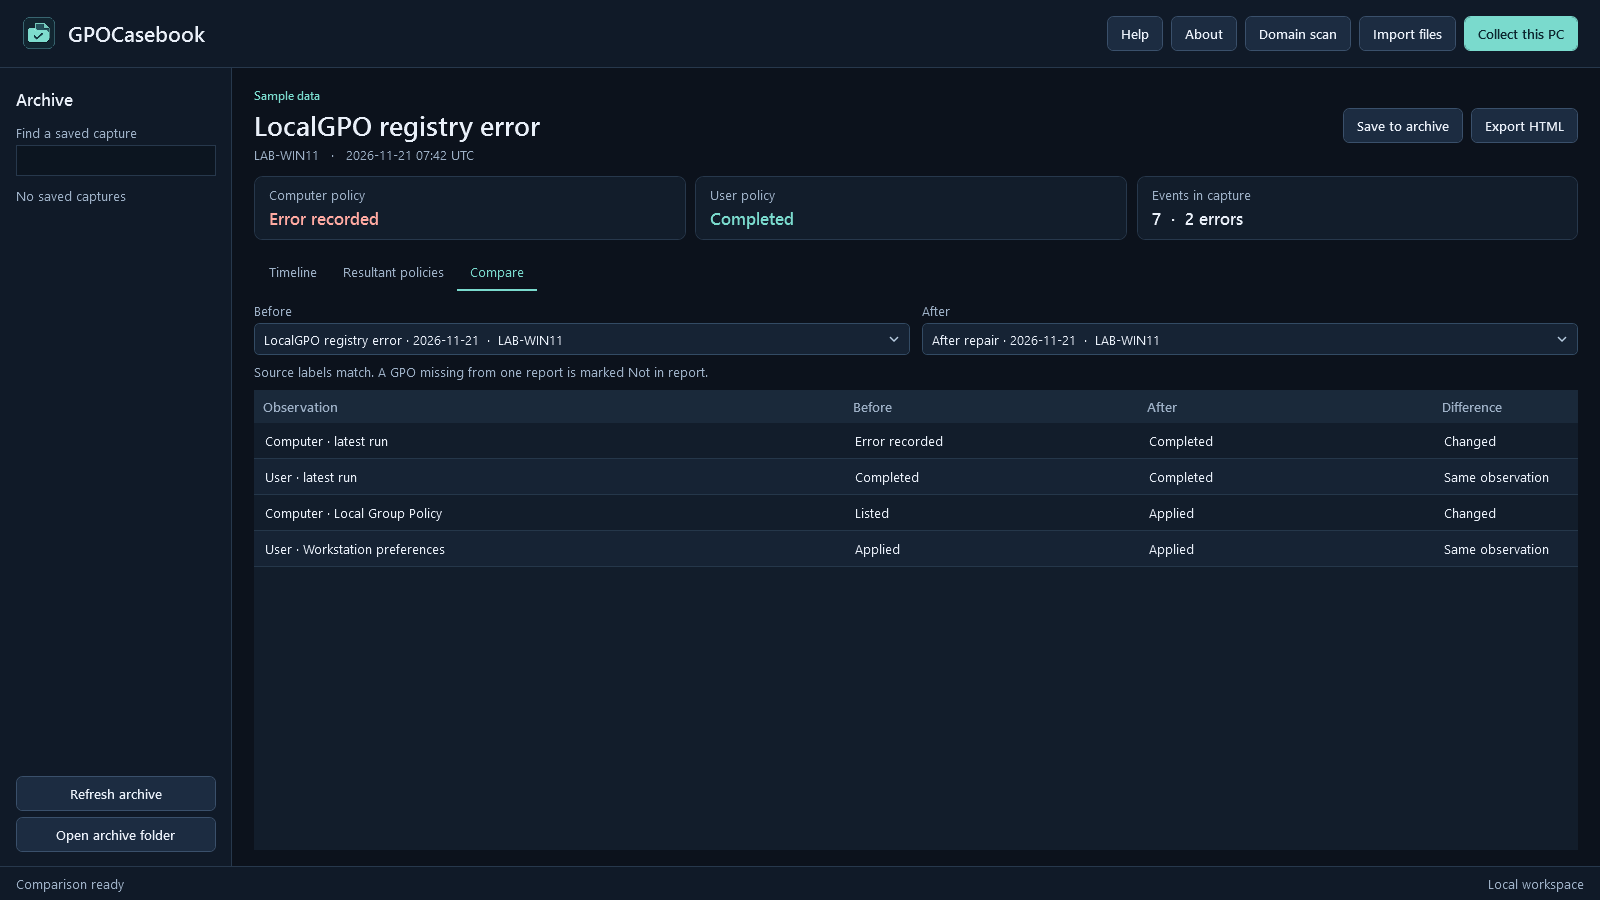 GPOCasebook
Help
About
Domain scan
Import files
Collect this PC
Archive
Find a saved capture
No saved captures
Refresh archive
Open archive folder
Sample data
LocalGPO registry error
LAB-WIN11 · 2026-11-21 07:42 UTC
Save to archive
Export HTML
Computer policy
Error recorded
User policy
Completed
Events in capture
7 · 2 errors
Timeline
Resultant policies
Compare
Before
LocalGPO registry error · 2026-11-21 · LAB-WIN11
After
After repair · 2026-11-21 · LAB-WIN11
Source labels match. A GPO missing from one report is marked Not in report.
Observation Before After Difference
Computer · latest run Error recorded Completed Changed
User · latest run Completed Completed Same observation
Computer · Local Group Policy Listed Applied Changed
User · Workstation preferences Applied Applied Same observation
Comparison ready
Local workspace